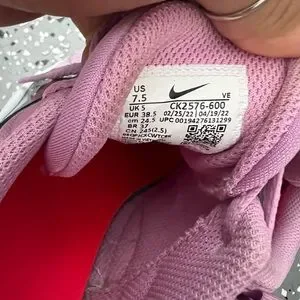 US
7.5 VE
UK 5 CK2576-600
EUR 38.5 02/25/22 04/19/22
cm 24.5 UPC 00194276131299
BR 37
CN 245(2.5)